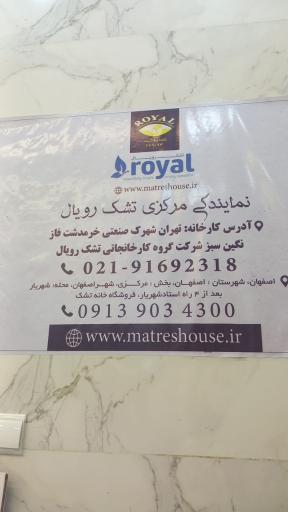 ROYAL
royal
www.matreshouse.ir
نمایندگی مرکزی تشک رویال
آدرس کارخانه: تهران شهرک صنعتی خرمدشت فاز
نگین سبز شرکت گروه کارخانجاتی تشک رویال
021-91692318
اصفهان، شهرستان : اصفهان، بخش : مرکزی، شهراصفهان، محله: شهریار
بعد از ۴ راه استادشهریار، فروشگاه خانه تشک
0913 903 4300
www.matreshouse.ir